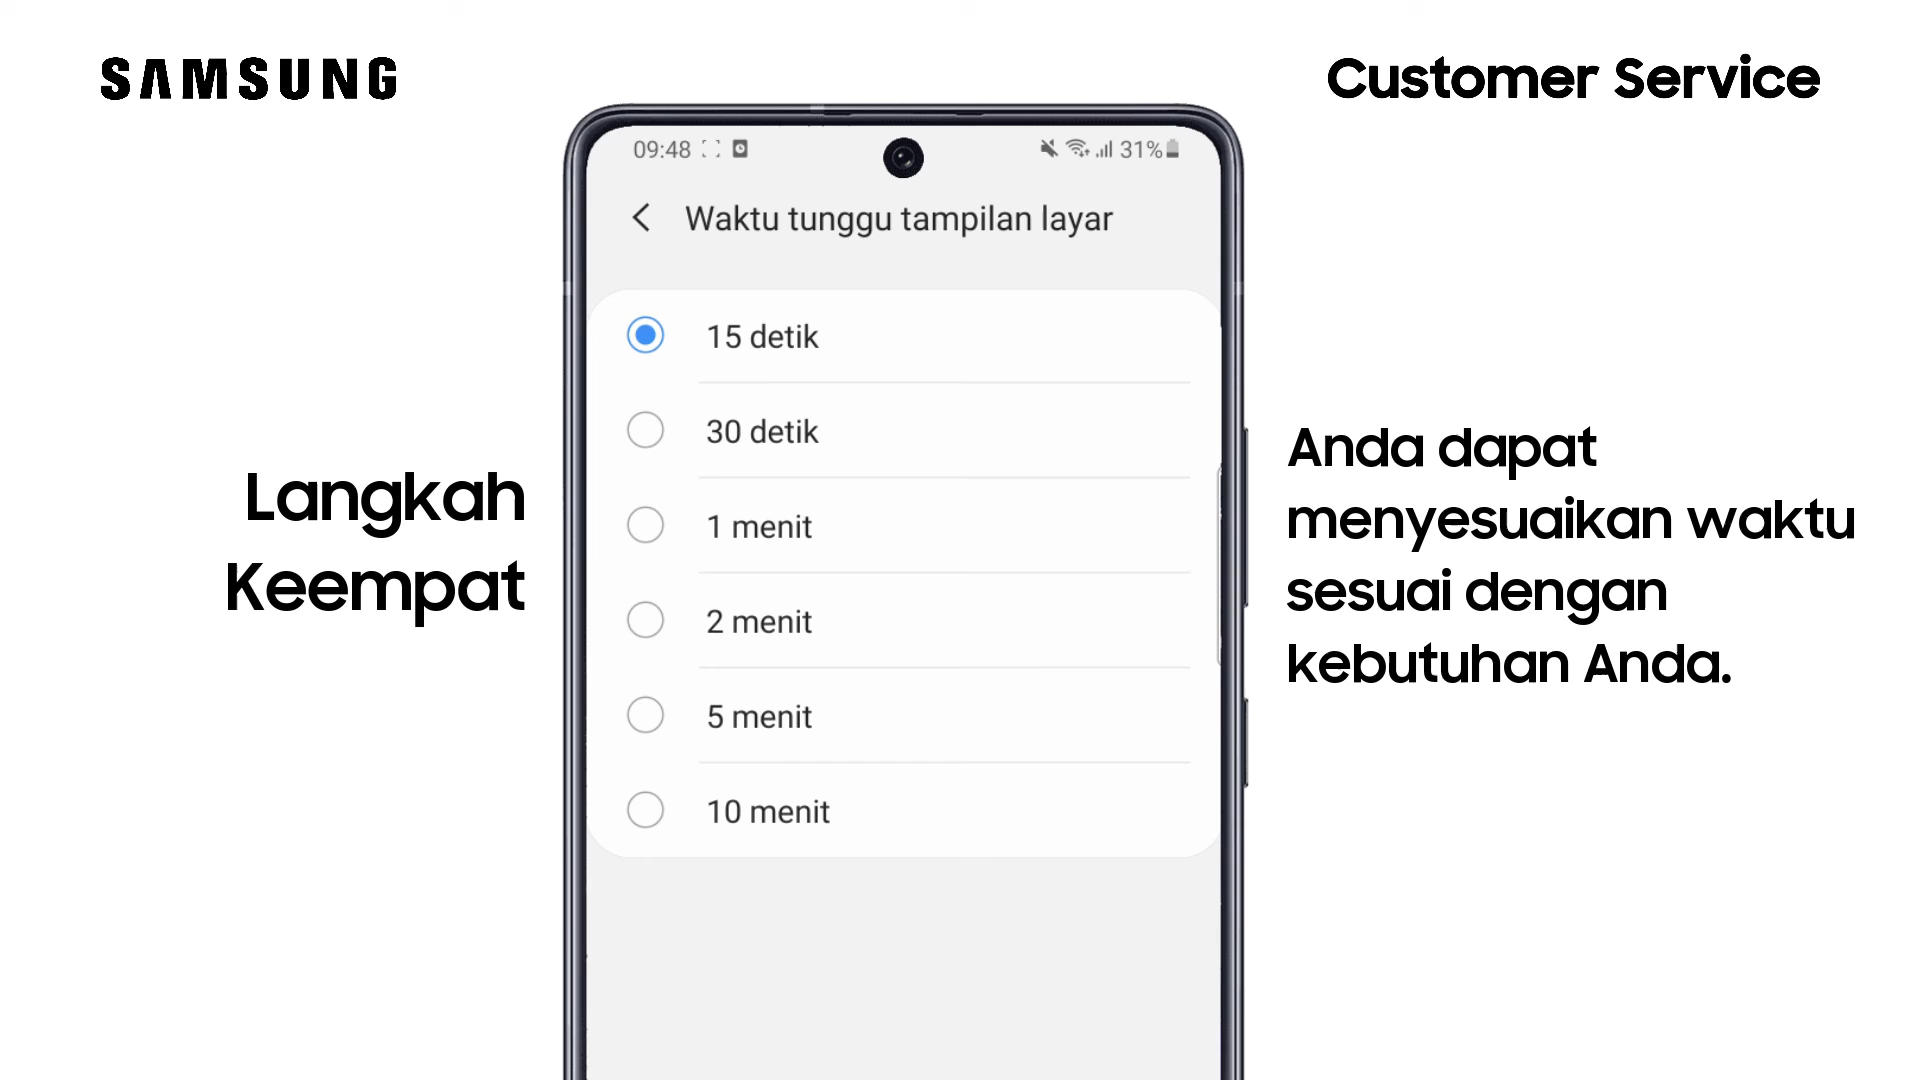 SAMSUNG
Customer Service
09:48
31%
Waktu tunggu tampilan layar
15 detik
30 detik
1 menit
2 menit
5 menit
10 menit
Langkah
Keempat
Anda dapat
menyesuaikan waktu
sesuai dengan
kebutuhan Anda.